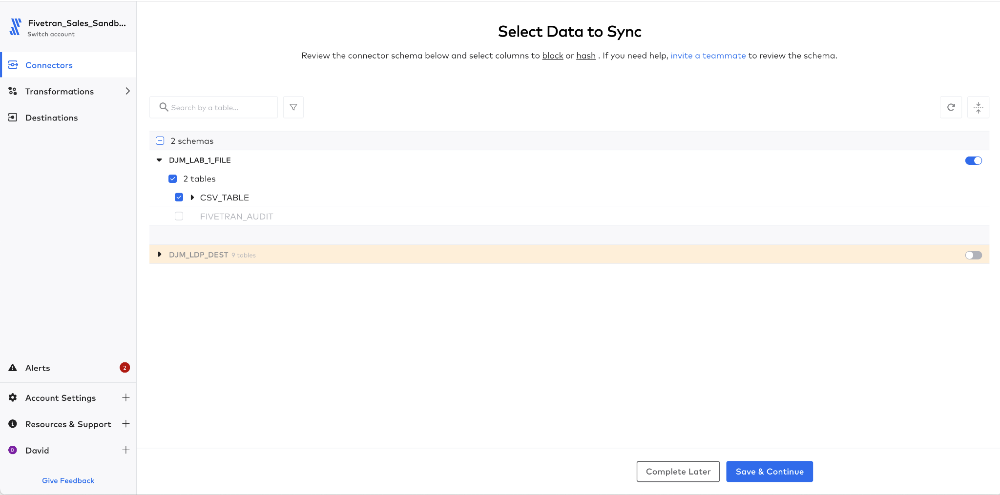 Fivetran_Sales_Sandb...
Switch account
Connectors
Transformations
Destinations
Alerts
2
Account Settings
Resources & Support
D
David
Give Feedback
Select Data to Sync
Review the connector schema below and select columns to block or hash . If you need help, invite a teammate to review the schema.
Search by a table...
2 schemas
DJM_LAB_1_FILE
2 tables
CSV_TABLE
FIVETRAN_AUDIT
DJM_LDP_DEST 9 tables
Complete Later
Save & Continue